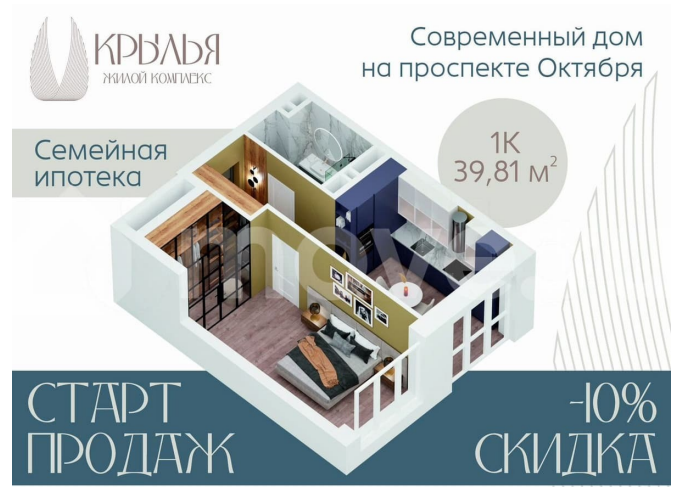 КРЫЛЬЯ
ЖИЛОЙ КОМПЛЕКС
Современный дом
на проспекте Октября
Семейная
ипотека
1К
39,81 м²
СТАРТ
ПРОДАЖ
-10%
СКИДКА